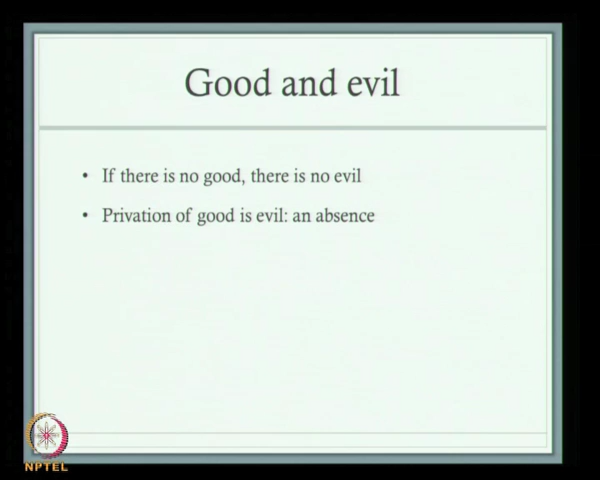 Good and evil
• If there is no good, there is no evil
• Privation of good is evil: an absence
NPTEL